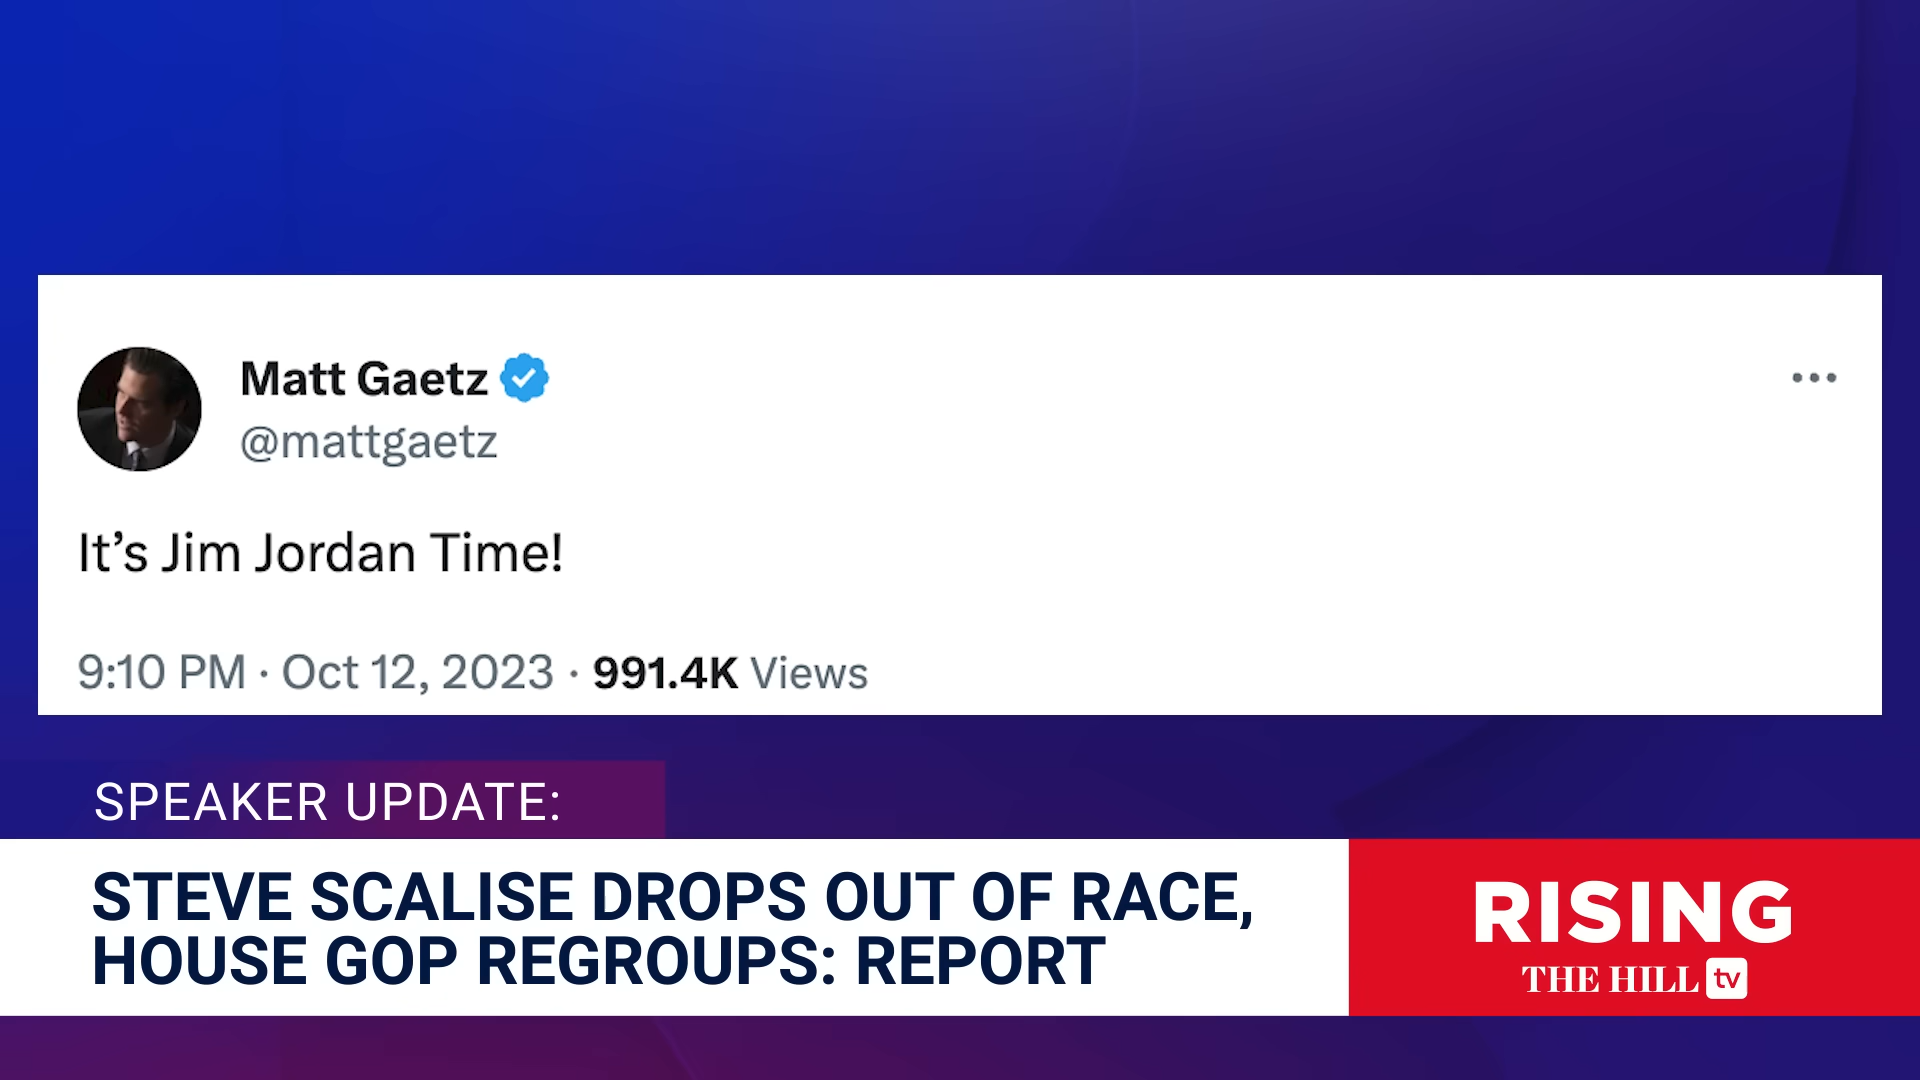 Matt Gaetz
@mattgaetz
It’s Jim Jordan Time!
9:10 PM · Oct 12, 2023 · 991.4K Views
SPEAKER UPDATE:
STEVE SCALISE DROPS OUT OF RACE,
HOUSE GOP REGROUPS: REPORT
RISING
THE HILL tv